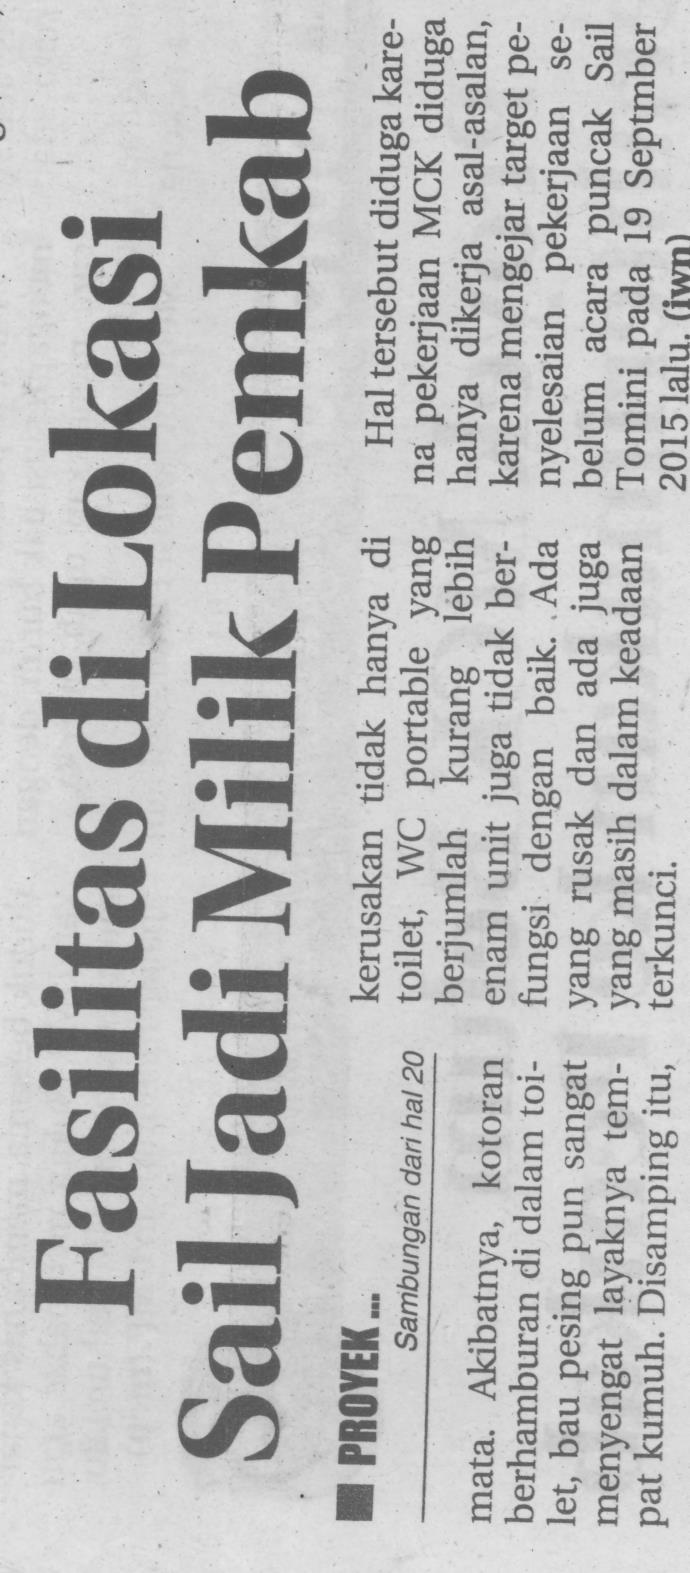 Fasilitas di Lokasi
Sail Jadi Milik Pemkab
PROYEK ...
Sambungan dari hal 20
mata. Akibatnya, kotoran
berhamburan di dalam toi-
let, bau pesing pun sangat
menyengat layaknya tem-
pat kumuh. Disamping itu,
kerusakan tidak hanya di
toilet, WC portable yang
berjumlah kurang lebih
enam unit juga tidak ber-
fungsi dengan baik. Ada
yang rusak dan ada juga
yang masih dalam keadaan
terkunci.
Hal tersebut diduga kare-
na pekerjaan MCK diduga
hanya dikerja asal-asalan,
karena mengejar target pe-
nyelesaian pekerjaan se-
belum acara puncak Sail
Tomini pada 19 Septmber
2015 lalu. (iwn)